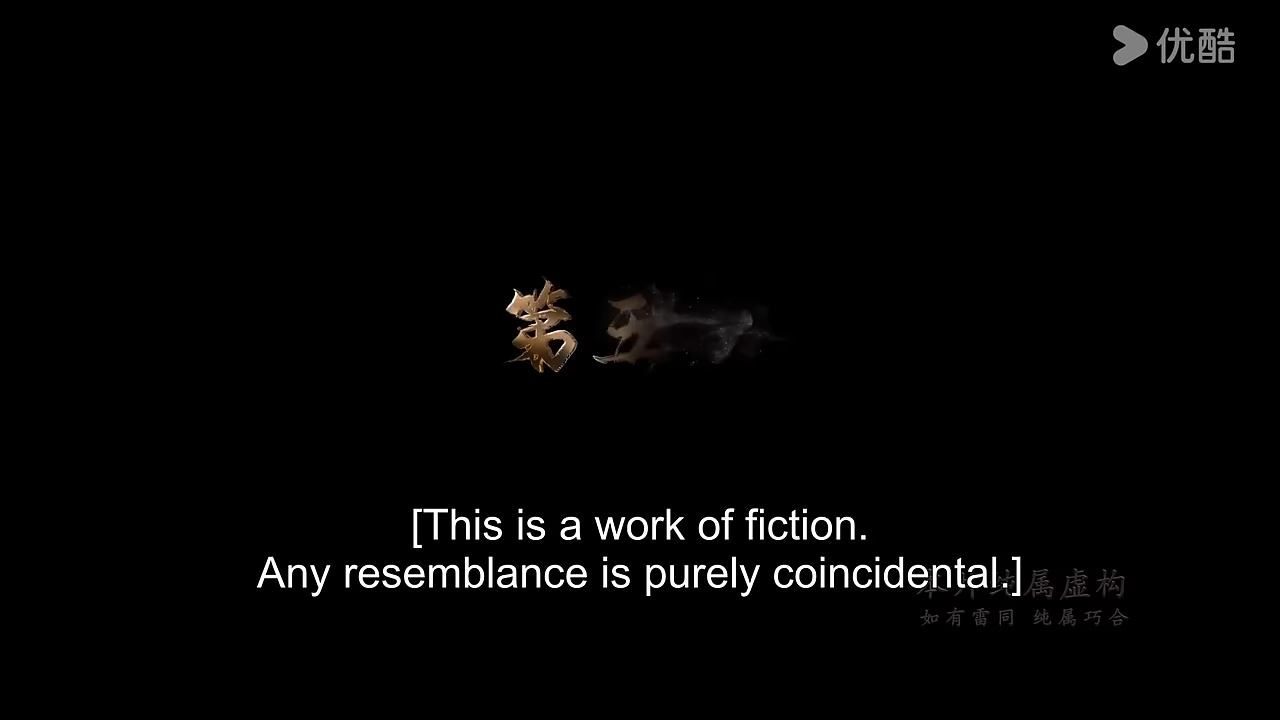 优酷
第五
[This is a work of fiction.
Any resemblance is purely coincidental.]
属虚构
如有雷同 纯属巧合